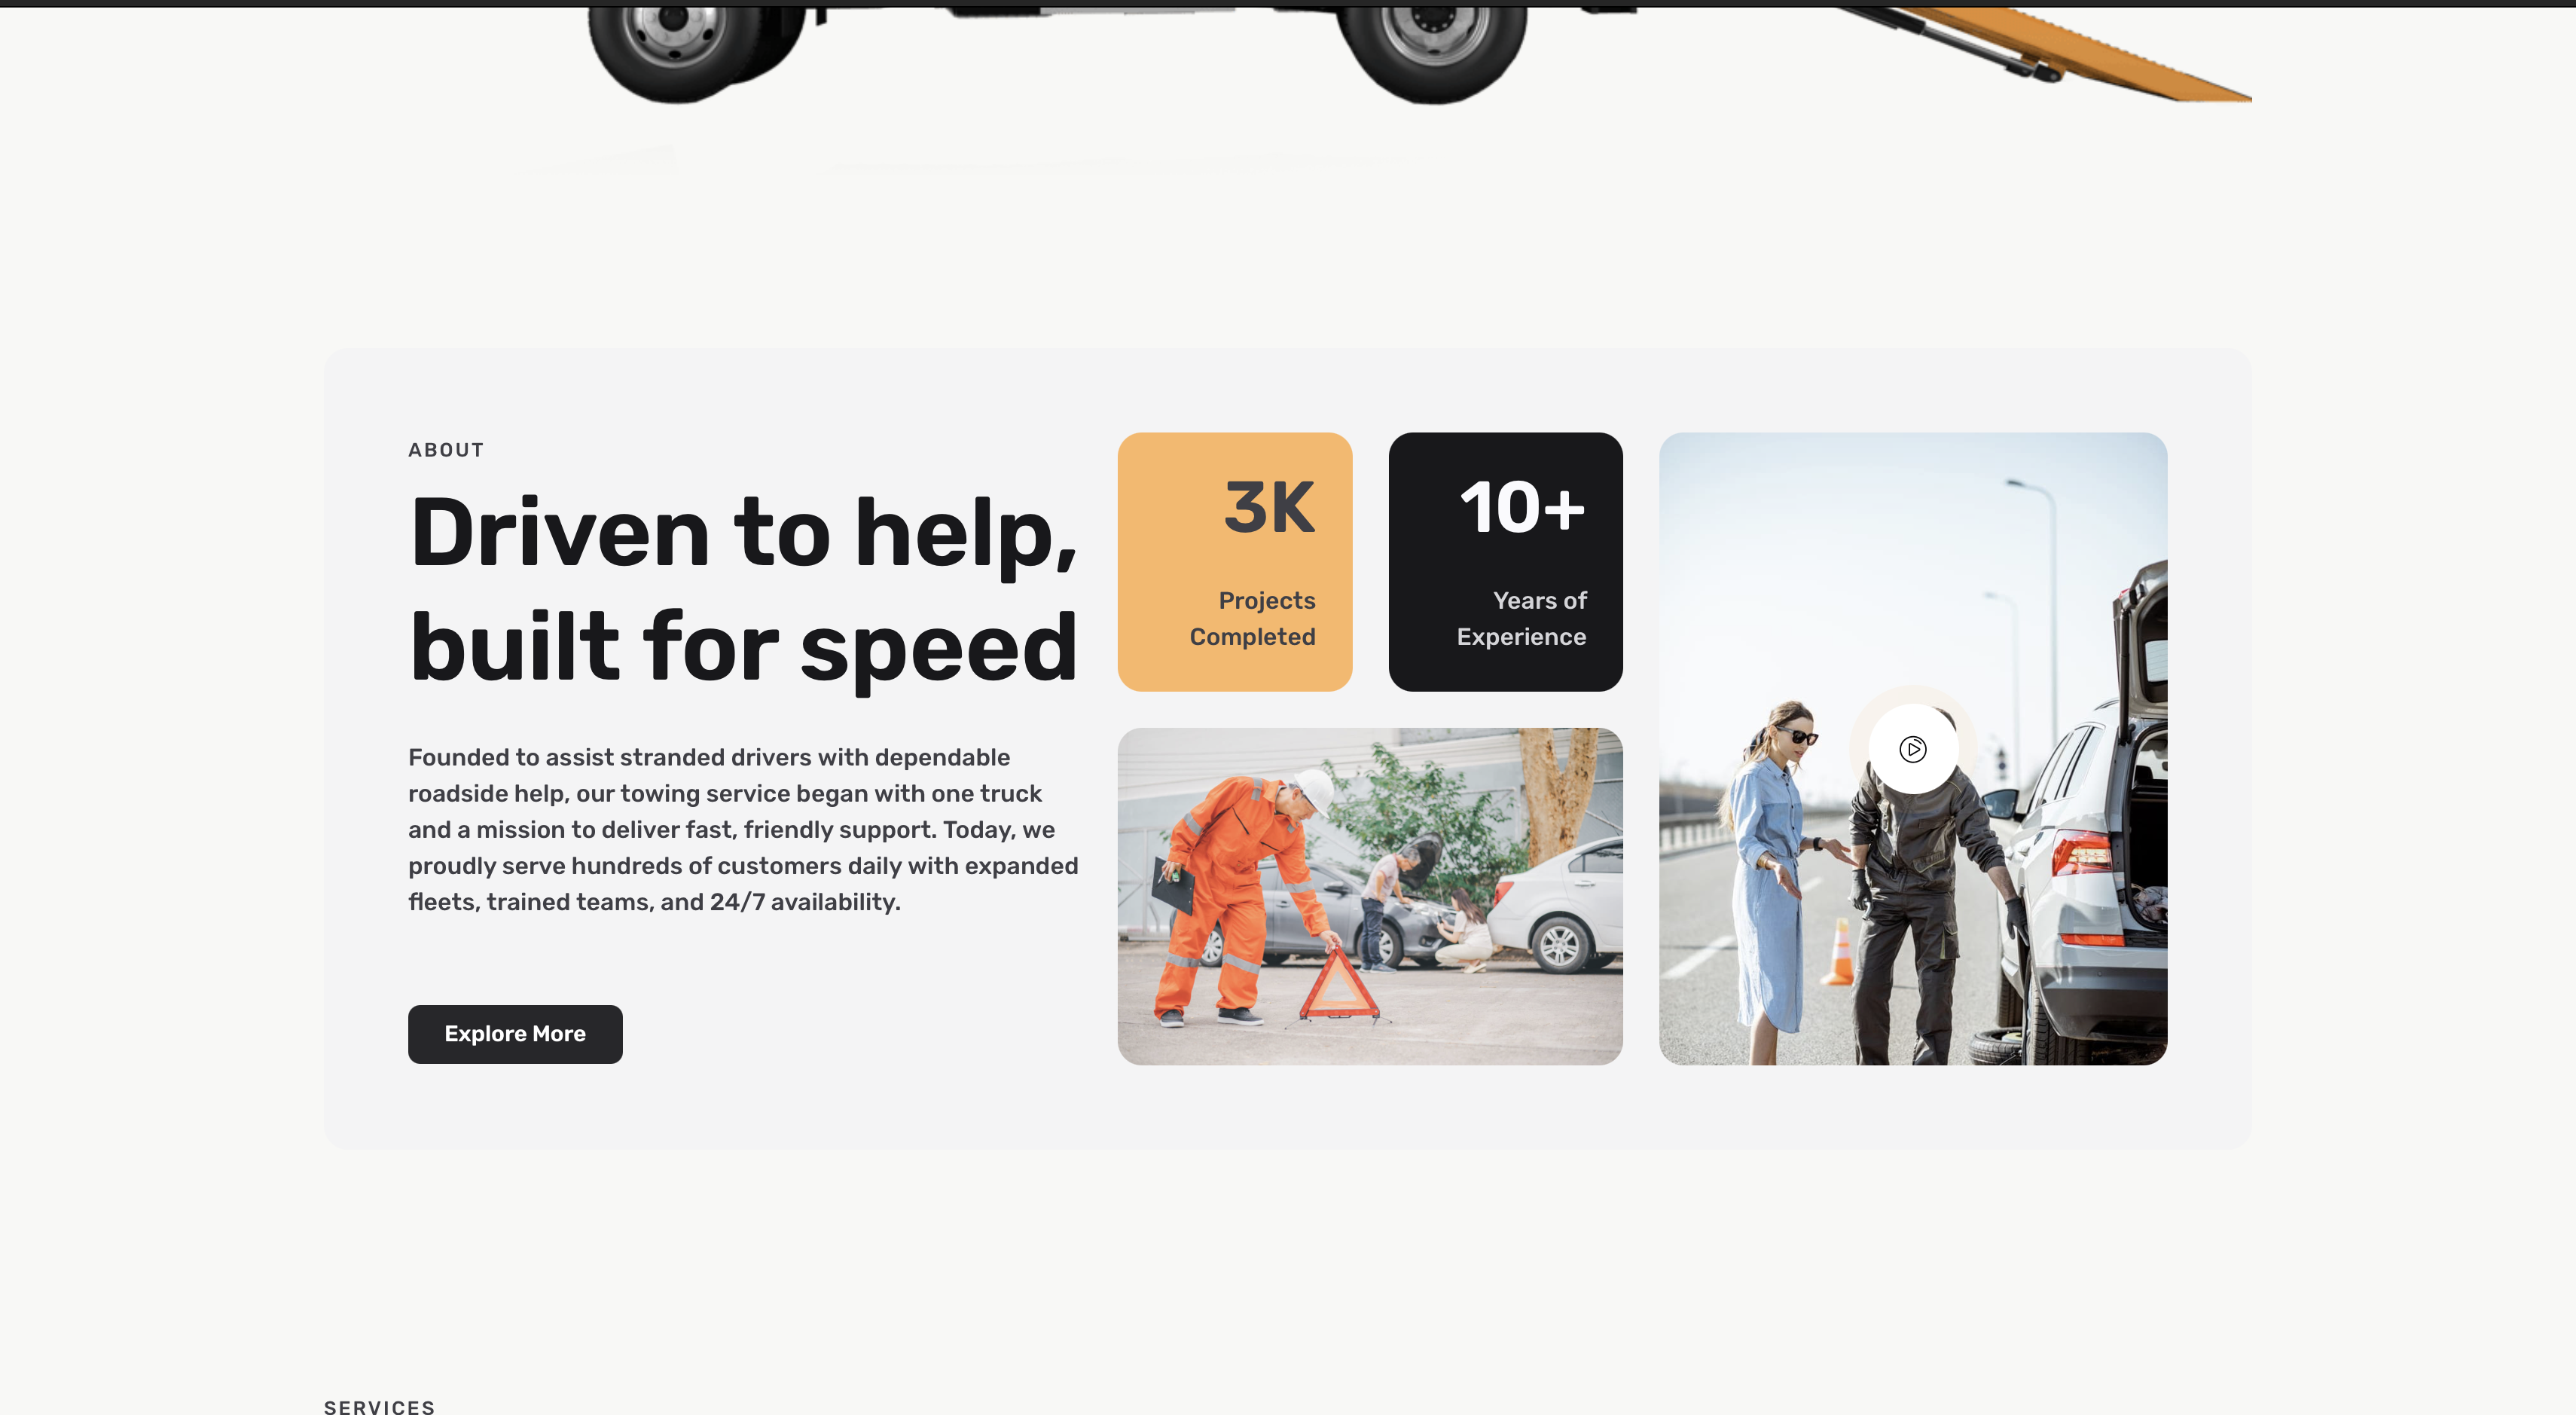 ABOUT
Driven to help,
built for speed
Founded to assist stranded drivers with dependable
roadside help, our towing service began with one truck
and a mission to deliver fast, friendly support. Today, we
proudly serve hundreds of customers daily with expanded
fleets, trained teams, and 24/7 availability.
Explore More
3K
Projects
Completed
10+
Years of
Experience
SERVICES